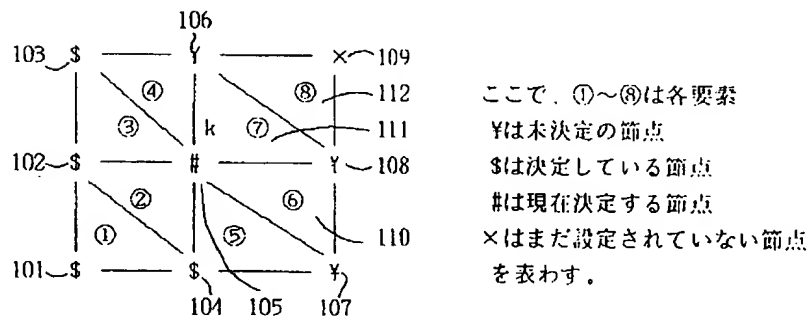 106
103 $ ¥ × 109
④ ⑧ 112
③ k ⑦ 111
102 $ # ¥ 108
② ⑥
① ⑤ 110
101 $ $ ¥
104 105 107
ここで、①〜⑧は各要素
¥は未決定の節点
$は決定している節点
#は現在決定する節点
×はまだ設定されていない節点
を表わす。